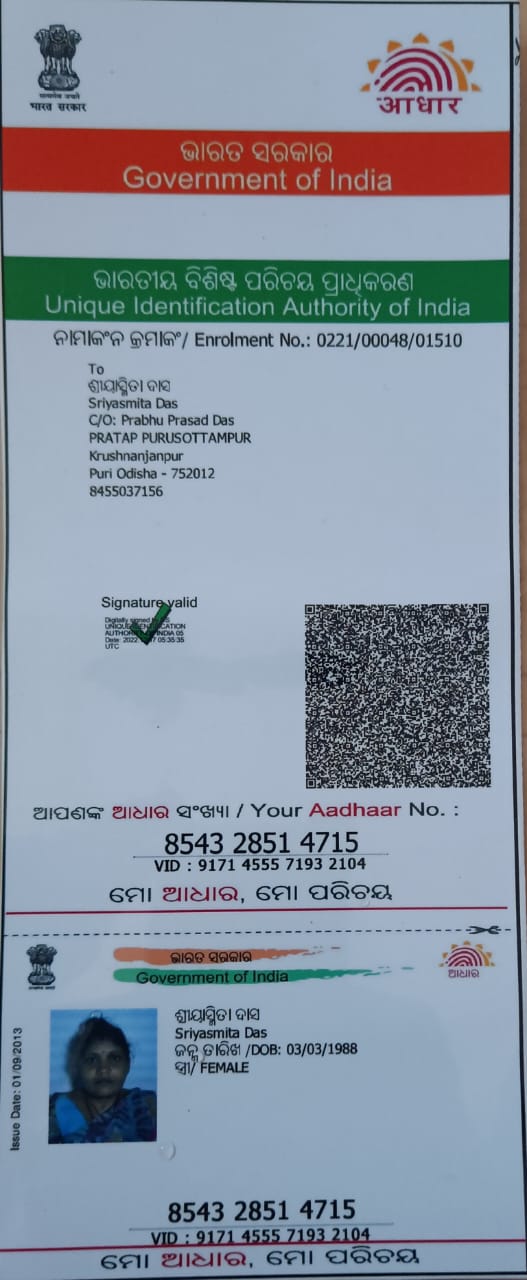 भारत सरकार
आधार
ଭାରତ ସରକାର
Government of India
ଭାରତୀୟ ବିଶିଷ୍ଟ ପରିଚୟ ପ୍ରାଧିକରଣ
Unique Identification Authority of India
ନାମାକଂନ କ୍ରମାକଂ/ Enrolment No.: 0221/00048/01510
To
ଶ୍ରୀୟାସ୍ମିତା ଦାସ
Sriyasmita Das
C/O: Prabhu Prasad Das
PRATAP PURUSOTTAMPUR
Krushnanjanpur
Puri Odisha - 752012
8455037156
Signature valid
Digitally signed by
UNIQUE IDENTIFICATION
AUTHORITY OF INDIA 05
Date: 2022 05:35:35
UTC
ଆପଣଙ୍କ ଆଧାର ସଂଖ୍ୟା / Your Aadhaar No. :
8543 2851 4715
VID : 9171 4555 7193 2104
ମୋ ଆଧାର, ମୋ ପରିଚୟ
ଭାରତ ସରକାର
Government of India
ଆଧାର
Issue Date: 01/09/2013
ଶ୍ରୀୟାସ୍ମିତା ଦାସ
Sriyasmita Das
ଜନ୍ମ ତାରିଖ /DOB: 03/03/1988
ସ୍ତ୍ରୀ/ FEMALE
8543 2851 4715
VID : 9171 4555 7193 2104
ମୋ ଆଧାର, ମୋ ପରିଚୟ